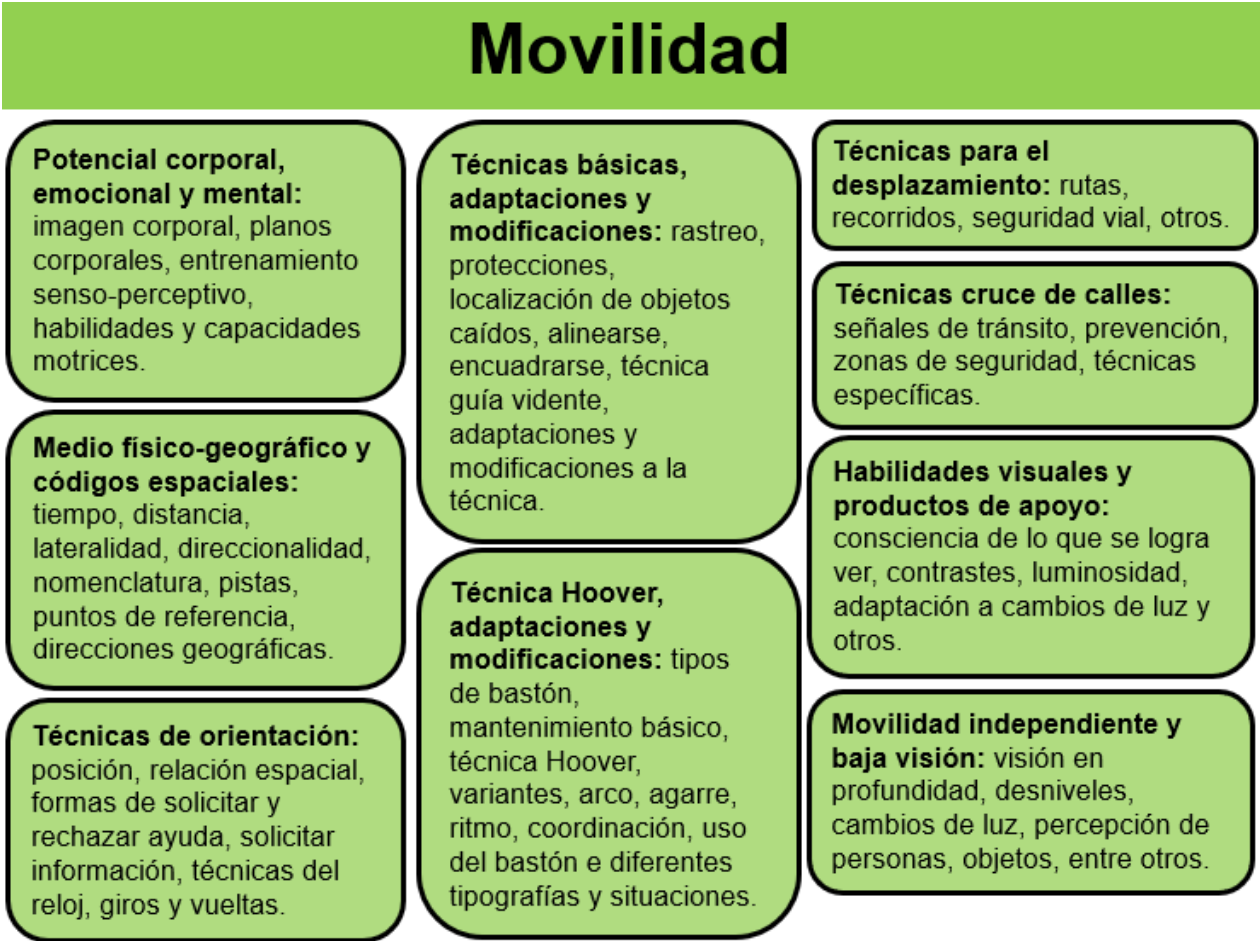 Movilidad
Potencial corporal,
emocional y mental:
imagen corporal, planos
corporales, entrenamiento
senso-perceptivo,
habilidades y capacidades
motrices.
Medio físico-geográfico y
códigos espaciales:
tiempo, distancia,
lateralidad, direccionalidad,
nomenclatura, pistas,
puntos de referencia,
direcciones geográficas.
Técnicas de orientación:
posición, relación espacial,
formas de solicitar y
rechazar ayuda, solicitar
información, técnicas del
reloj, giros y vueltas.
Técnicas básicas,
adaptaciones y
modificaciones: rastreo,
protecciones,
localización de objetos
caídos, alinearse,
encuadrarse, técnica
guía vidente,
adaptaciones y
modificaciones a la
técnica.
Técnica Hoover,
adaptaciones y
modificaciones: tipos
de bastón,
mantenimiento básico,
técnica Hoover,
variantes, arco, agarre,
ritmo, coordinación, uso
del bastón e diferentes
tipografías y situaciones.
Técnicas para el
desplazamiento: rutas,
recorridos, seguridad vial, otros.
Técnicas cruce de calles:
señales de tránsito, prevención,
zonas de seguridad, técnicas
específicas.
Habilidades visuales y
productos de apoyo:
consciencia de lo que se logra
ver, contrastes, luminosidad,
adaptación a cambios de luz y
otros.
Movilidad independiente y
baja visión: visión en
profundidad, desniveles,
cambios de luz, percepción de
personas, objetos, entre otros.